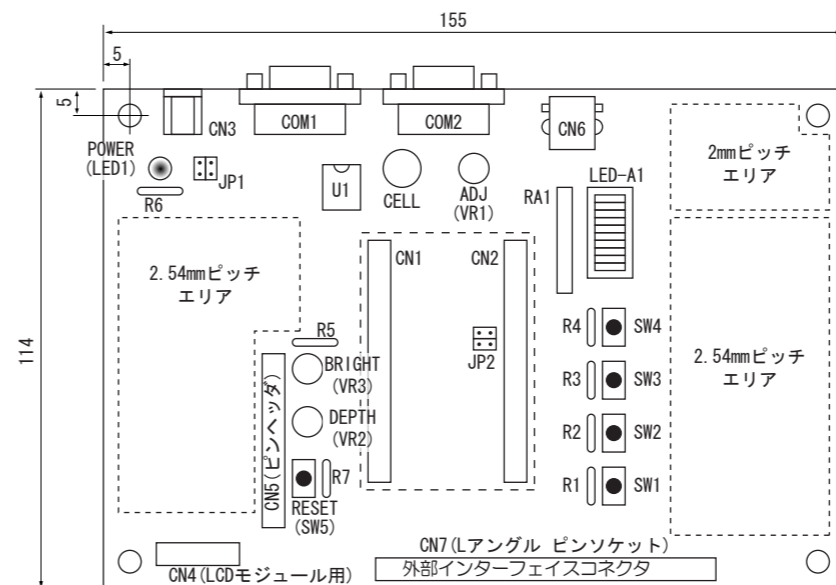 155
5
5
114
CN3
COM1
COM2
CN6
POWER
(LED1)
JP1
R6
U1
CELL
ADJ
(VR1)
RA1
LED-A1
2mmピッチ
エリア
2.54mmピッチ
エリア
CN1
CN2
JP2
R5
BRIGHT
(VR3)
DEPTH
(VR2)
CN5(ピンヘッダ)
R7
RESET
(SW5)
R4
SW4
R3
SW3
R2
SW2
R1
SW1
2.54mmピッチ
エリア
CN4(LCDモジュール用)
CN7(Lアングル ピンソケット)
外部インターフェイスコネクタ